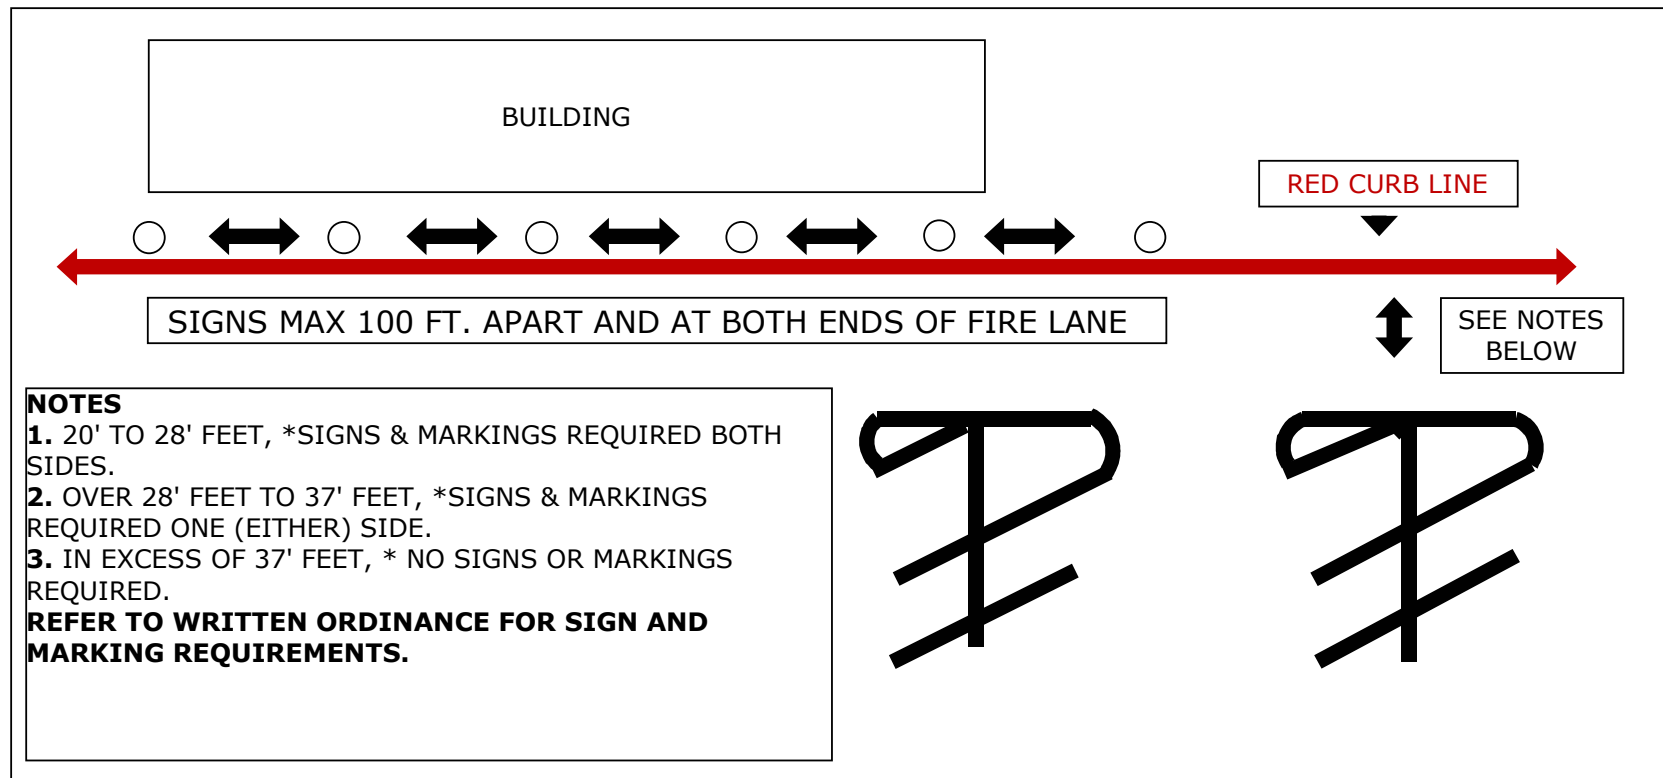 BUILDING
RED CURB LINE
SIGNS MAX 100 FT. APART AND AT BOTH ENDS OF FIRE LANE
SEE NOTES
BELOW
NOTES
1. 20' TO 28' FEET, *SIGNS & MARKINGS REQUIRED BOTH
SIDES.
2. OVER 28' FEET TO 37' FEET, *SIGNS & MARKINGS
REQUIRED ONE (EITHER) SIDE.
3. IN EXCESS OF 37' FEET, * NO SIGNS OR MARKINGS
REQUIRED.
REFER TO WRITTEN ORDINANCE FOR SIGN AND
MARKING REQUIREMENTS.